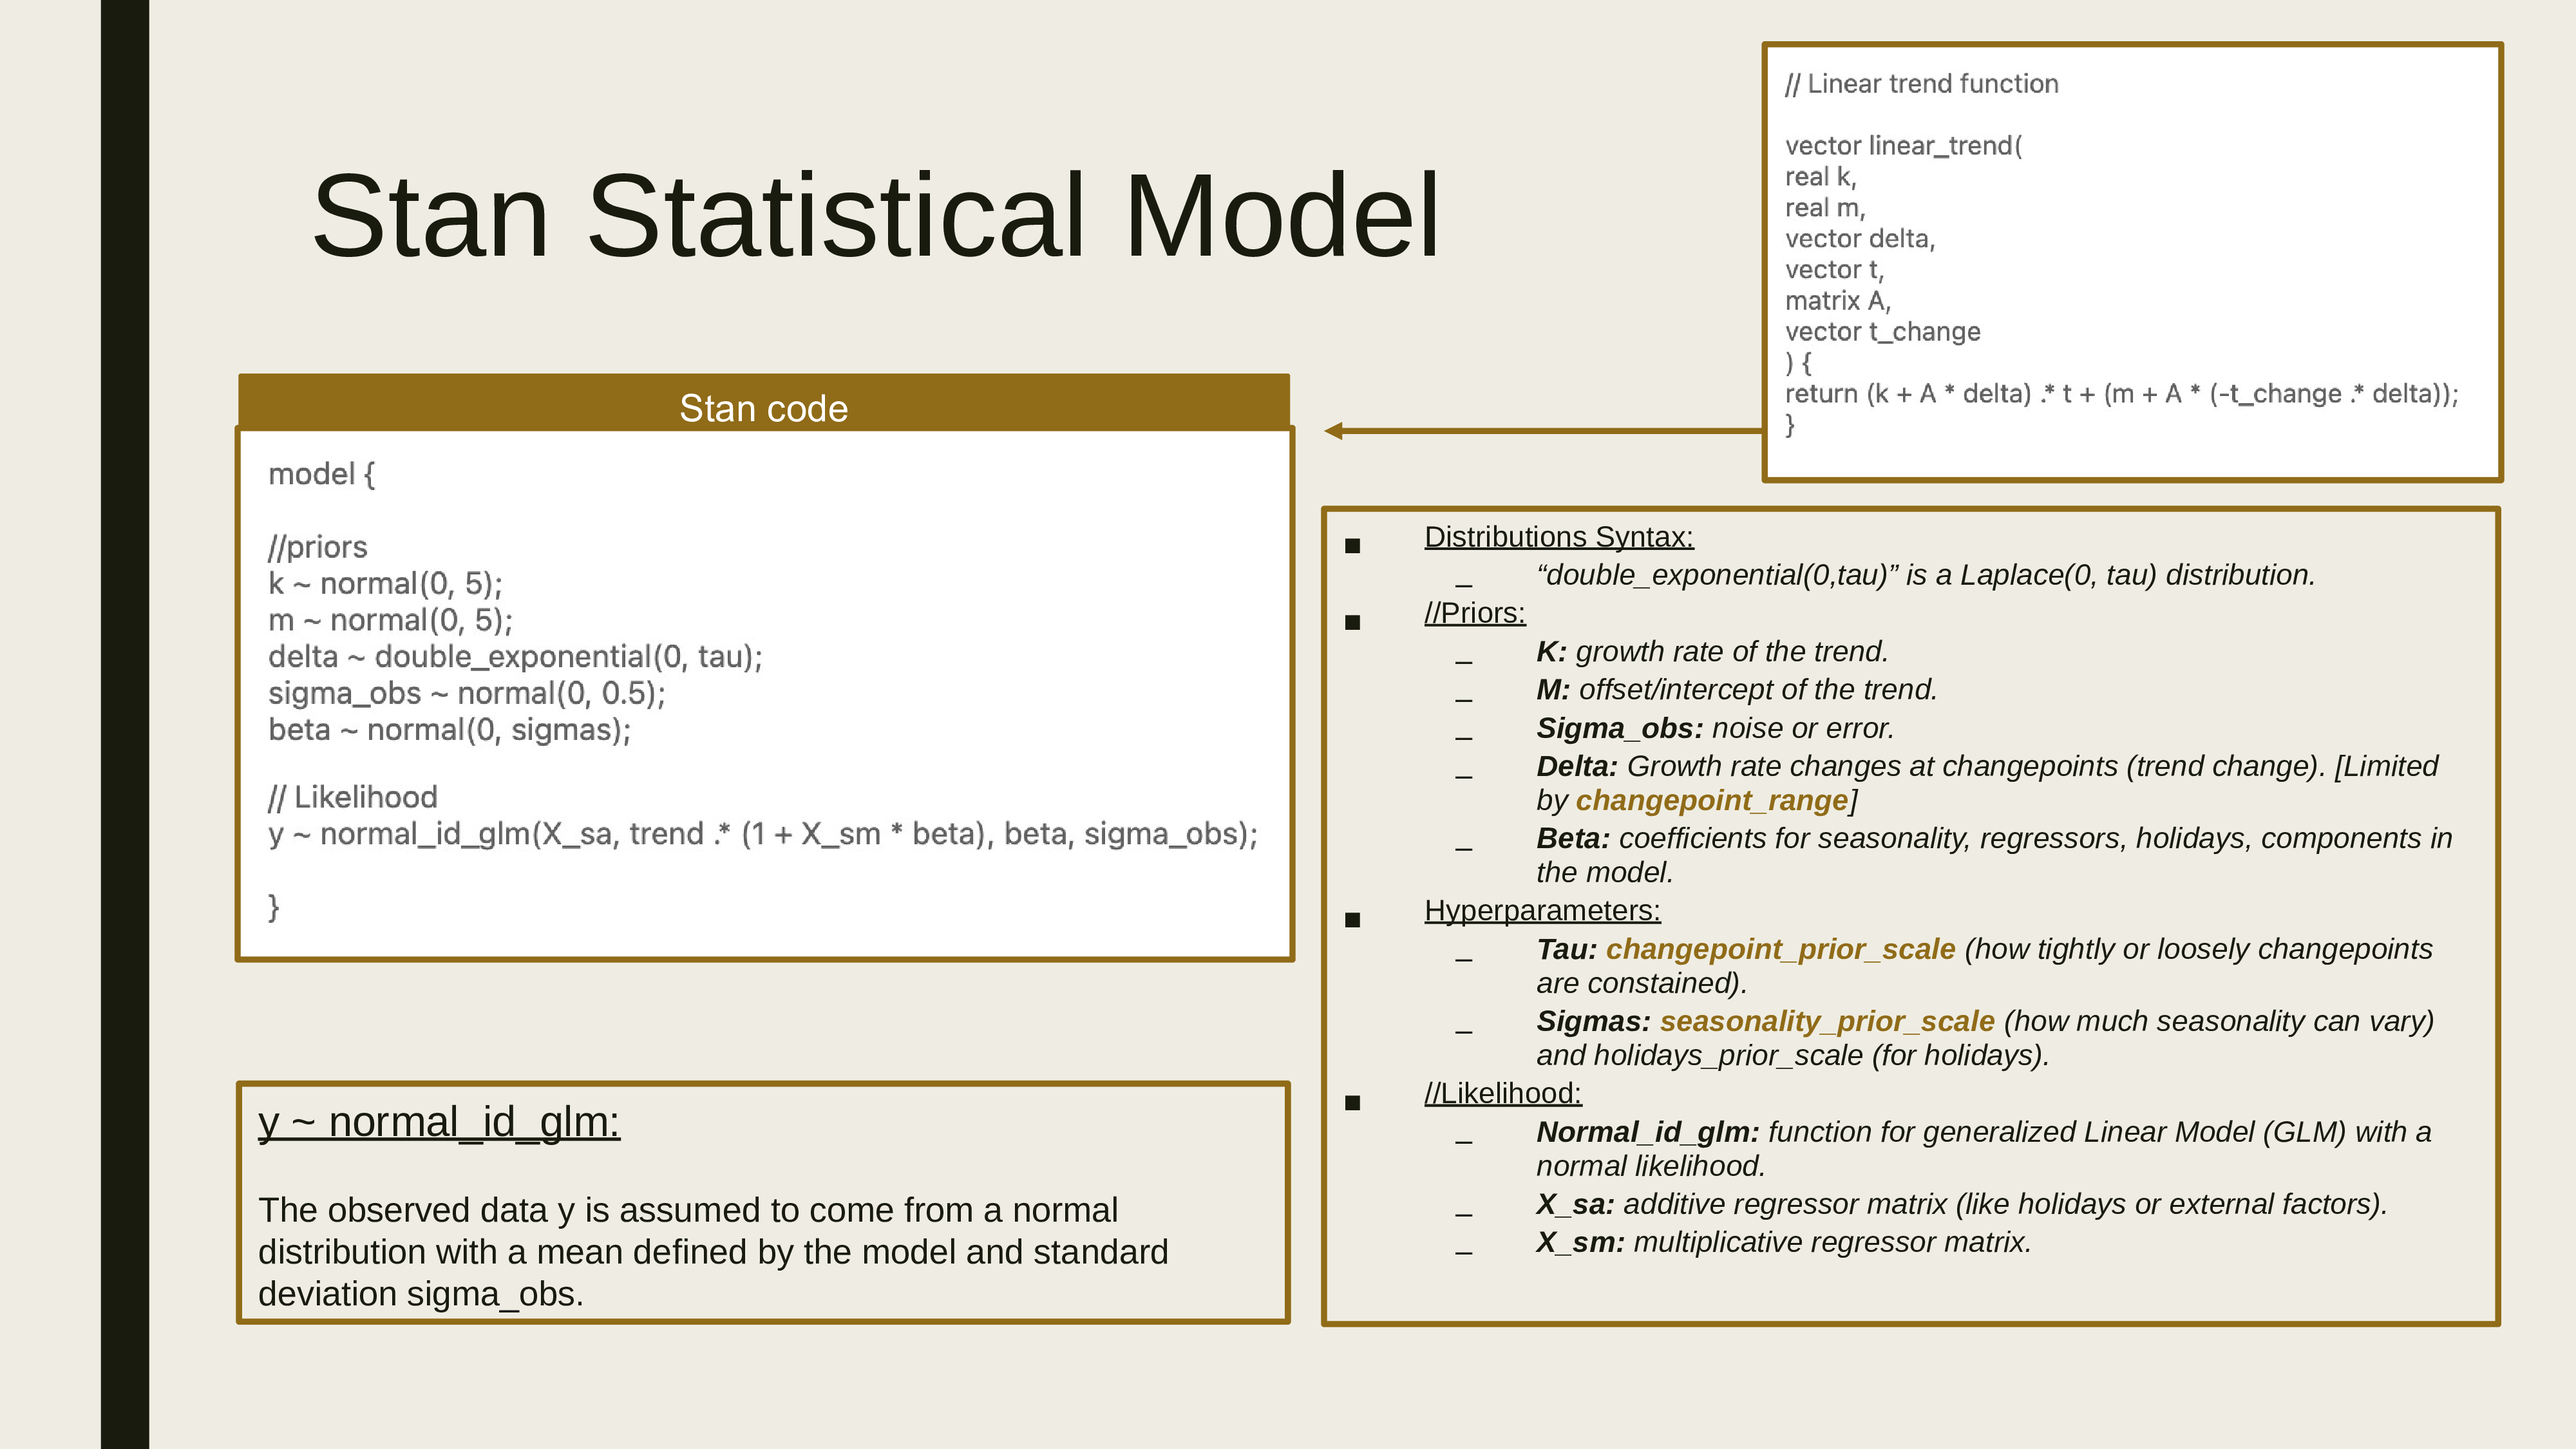 Stan Statistical Model
// Linear trend function
vector linear_trend(
real k,
real m,
vector delta,
vector t,
matrix A,
vector t_change
) {
return (k + A * delta) .* t + (m + A * (-t_change .* delta));
}
Stan code
model {
//priors
k ~ normal(0, 5);
m ~ normal(0, 5);
delta ~ double_exponential(0, tau);
sigma_obs ~ normal(0, 0.5);
beta ~ normal(0, sigmas);
// Likelihood
y ~ normal_id_glm(X_sa, trend .* (1 + X_sm * beta), beta, sigma_obs);
}
y ~ normal_id_glm:
The observed data y is assumed to come from a normal
distribution with a mean defined by the model and standard
deviation sigma_obs.
■ Distributions Syntax:
– “double_exponential(0,tau)” is a Laplace(0, tau) distribution.
■ //Priors:
– K: growth rate of the trend.
– M: offset/intercept of the trend.
– Sigma_obs: noise or error.
– Delta: Growth rate changes at changepoints (trend change). [Limited
by changepoint_range]
– Beta: coefficients for seasonality, regressors, holidays, components in
the model.
■ Hyperparameters:
– Tau: changepoint_prior_scale (how tightly or loosely changepoints
are constained).
– Sigmas: seasonality_prior_scale (how much seasonality can vary)
and holidays_prior_scale (for holidays).
■ //Likelihood:
– Normal_id_glm: function for generalized Linear Model (GLM) with a
normal likelihood.
– X_sa: additive regressor matrix (like holidays or external factors).
– X_sm: multiplicative regressor matrix.